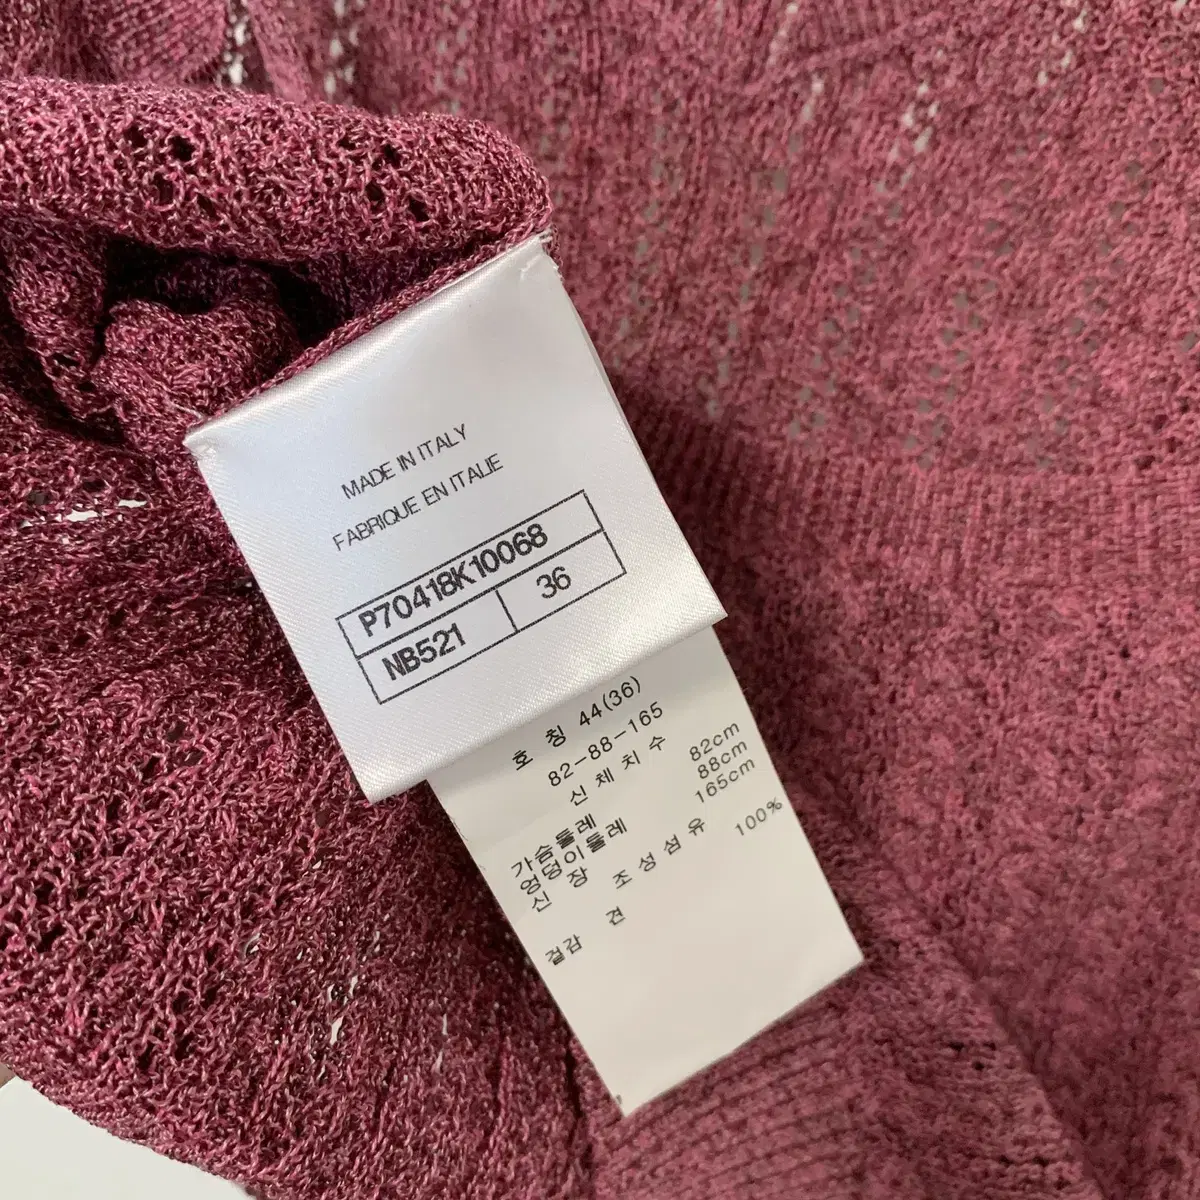 MADE IN ITALY
FABRIQUE EN ITALIE
P70418K10068
NB521 36
호 칭 44(36)
82-88-165
신 체 치 수
가슴둘레 82cm
엉덩이둘레 88cm
신 장 165cm
조 성 섬 유
겉감 견 100%